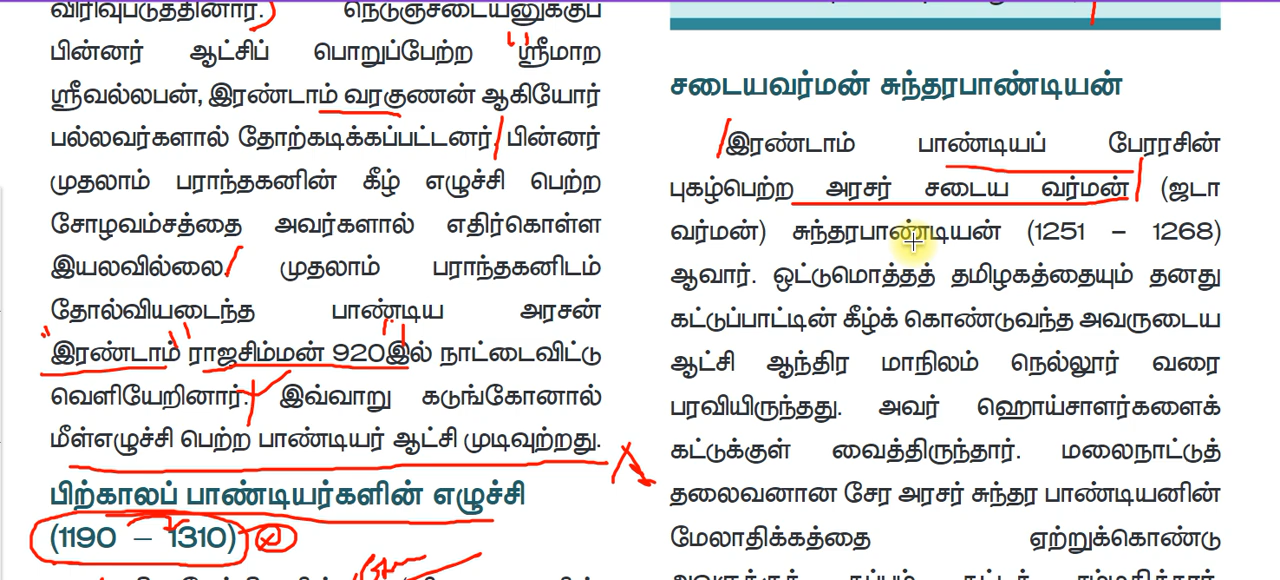 விரிவுபடுத்தினார். நெடுஞ்சடையனுக்குப்
பின்னர் ஆட்சிப் பொறுப்பேற்ற ஸ்ரீமாற
ஸ்ரீவல்லபன், இரண்டாம் வரகுணன் ஆகியோர்
பல்லவர்களால் தோற்கடிக்கப்பட்டனர். பின்னர்
முதலாம் பராந்தகனின் கீழ் எழுச்சி பெற்ற
சோழவம்சத்தை அவர்களால் எதிர்கொள்ள
இயலவில்லை. முதலாம் பராந்தகனிடம்
தோல்வியடைந்த பாண்டிய அரசன்
இரண்டாம் ராஜசிம்மன் 920இல் நாட்டைவிட்டு
வெளியேறினார். இவ்வாறு கடுங்கோனால்
மீள்எழுச்சி பெற்ற பாண்டியர் ஆட்சி முடிவுற்றது.
பிற்காலப் பாண்டியர்களின் எழுச்சி
(1190 – 1310)
சடையவர்மன் சுந்தரபாண்டியன்
இரண்டாம் பாண்டியப் பேரரசின்
புகழ்பெற்ற அரசர் சடைய வர்மன் (ஜடா
வர்மன்) சுந்தரபாண்டியன் (1251 – 1268)
ஆவார். ஒட்டுமொத்தத் தமிழகத்தையும் தனது
கட்டுப்பாட்டின் கீழ்க் கொண்டுவந்த அவருடைய
ஆட்சி ஆந்திர மாநிலம் நெல்லூர் வரை
பரவியிருந்தது. அவர் ஹொய்சாளர்களைக்
கட்டுக்குள் வைத்திருந்தார். மலைநாட்டுத்
தலைவனான சேர அரசர் சுந்தர பாண்டியனின்
மேலாதிக்கத்தை ஏற்றுக்கொண்டு